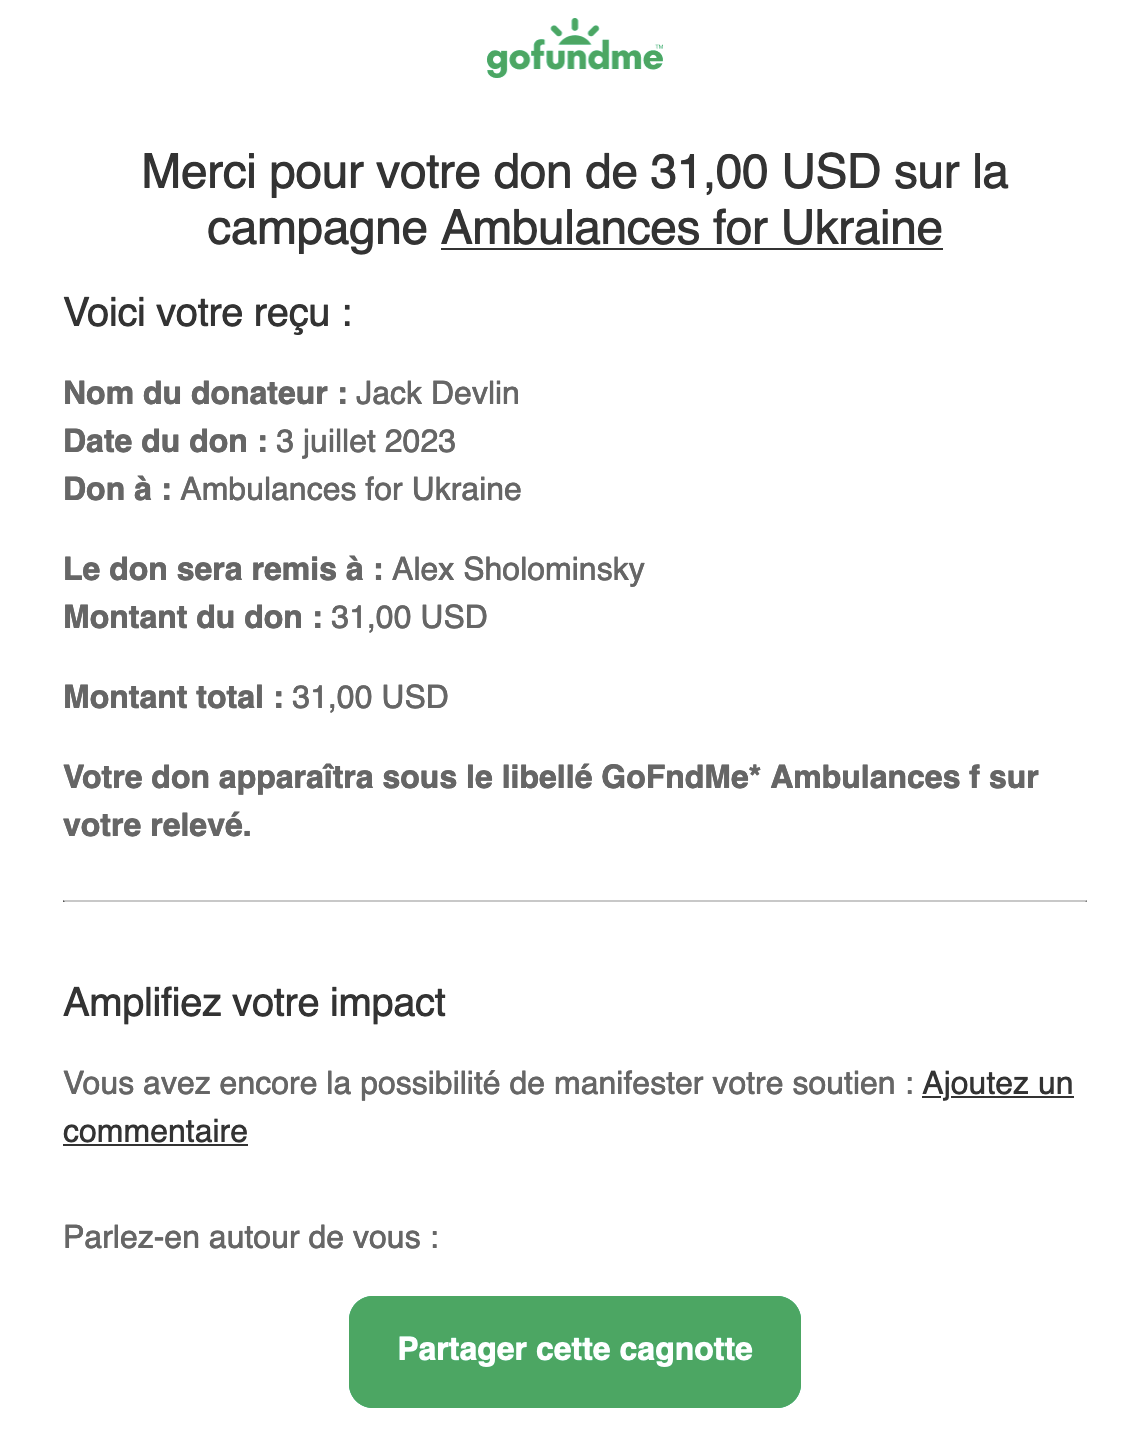 gofundme™
Merci pour votre don de 31,00 USD sur la
campagne Ambulances for Ukraine
Voici votre reçu :
Nom du donateur : Jack Devlin
Date du don : 3 juillet 2023
Don à : Ambulances for Ukraine
Le don sera remis à : Alex Sholominsky
Montant du don : 31,00 USD
Montant total : 31,00 USD
Votre don apparaîtra sous le libellé GoFndMe* Ambulances f sur
votre relevé.
Amplifiez votre impact
Vous avez encore la possibilité de manifester votre soutien : Ajoutez un
commentaire
Parlez-en autour de vous :
Partager cette cagnotte